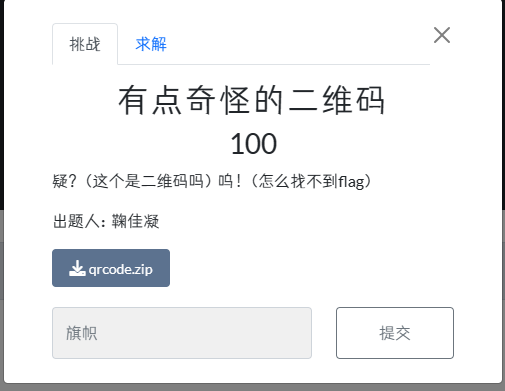 挑战 求解
有点奇怪的二维码
100
疑?(这个是二维码吗) 呜!(怎么找不到flag)
出题人: 鞠佳凝
qrcode.zip
旗帜 提交